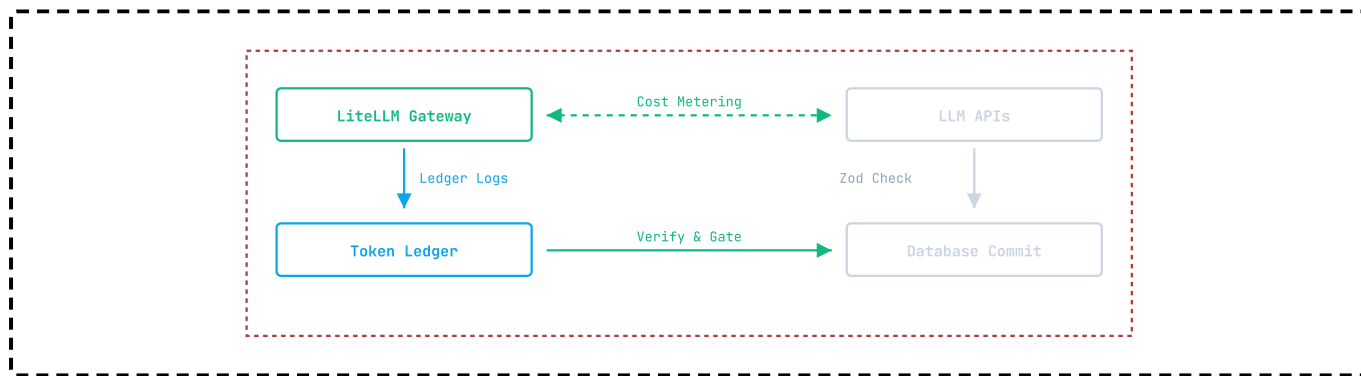 LiteLLM Gateway
Cost Metering
LLM APIs
Ledger Logs
Zod Check
Token Ledger
Verify & Gate
Database Commit